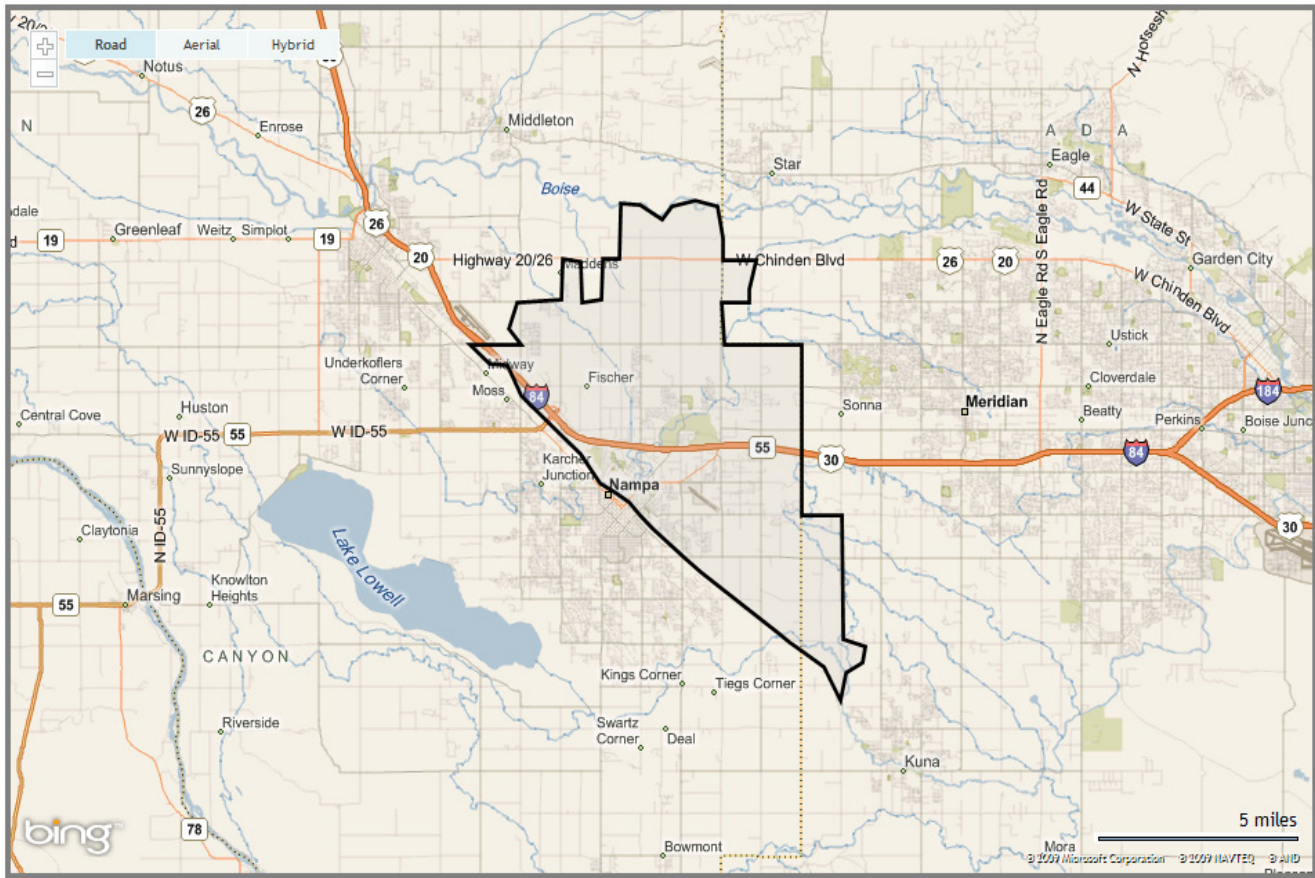 Road Aerial Hybrid
Notus
26
Enrose
Middleton
Star
A D A
Eagle
44
N Eagle Rd S Eagle Rd
W State St
Garden City
W Chinden Blvd
N
Greenleaf
Weitz
Simplot
19
19
26
20
Boise
Highway 20/26
Maddens
W Chinden Blvd
26
20
Ustick
Cloverdale
Beatty
Perkins
184
Boise Junc
Underkoflers
Corner
Midway
Moss
84
Fischer
Sonna
Meridian
Central Cove
Huston
W ID-55
55
W ID-55
55
30
84
30
Sunnyslope
N ID-55
Karcher
Junction
Nampa
Claytonia
Lake Lowell
Marsing
55
Knowlton
Heights
CANYON
Kings Corner
Tiegs Corner
Riverside
Swartz
Corner
Deal
Kuna
78
Bowmont
Mora
bing
5 miles
© 2009 Microsoft Corporation © 2009 NAVTEQ © AND